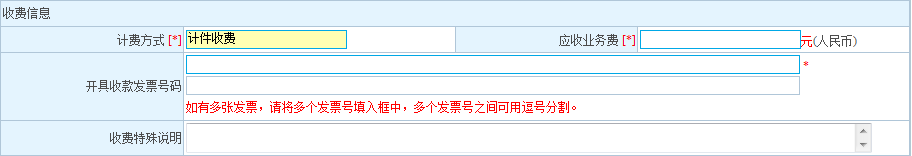 收费信息
计费方式 [*] 计件收费 应收业务费 [*] 元(人民币)
*
开具收款发票号码
如有多张发票，请将多个发票号填入框中，多个发票号之间可用逗号分割。
收费特殊说明